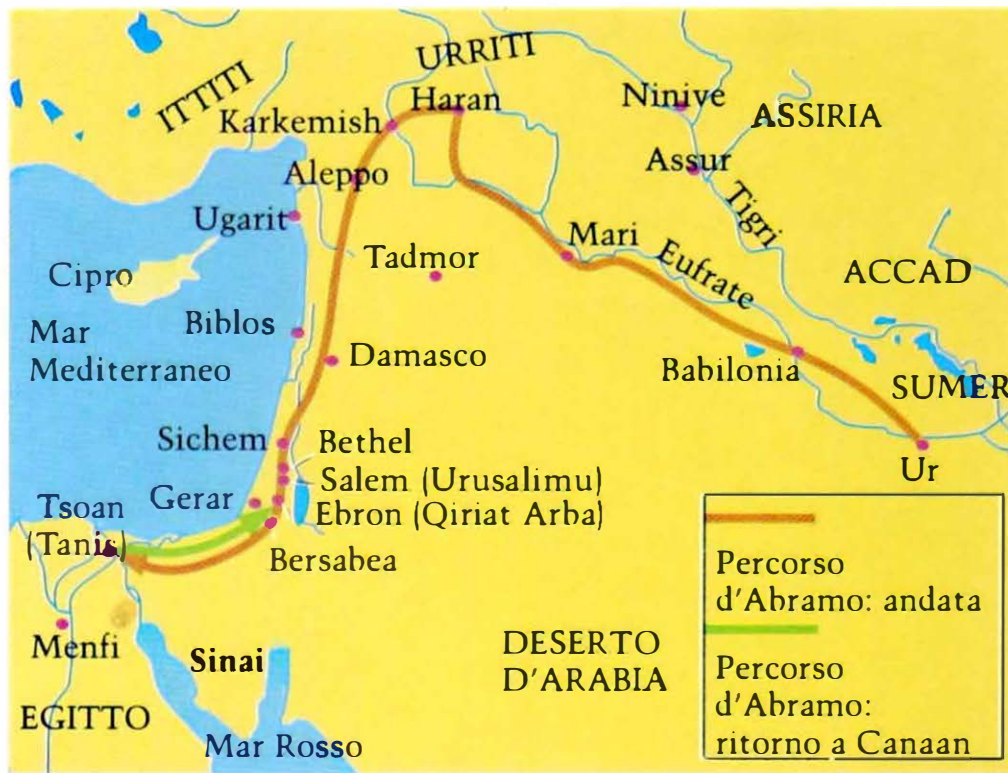 URRITI
ITTITI
Haran
Ninive
Karkemish
ASSIRIA
Assur
Aleppo
Tigri
Ugarit
Mari
Tadmor
Eufrate
Cipro
ACCAD
Biblos
Mar
Mediterraneo
Damasco
Babilonia
SUMER
Sichem
Bethel
Ur
Salem (Urusalimu)
Gerar
Ebron (Qiriat Arba)
Tsoan
(Tanis)
Bersabea
Percorso
d'Abramo: andata
Menfi
Sinai
DESERTO
D'ARABIA
Percorso
d'Abramo:
ritorno a Canaan
EGITTO
Mar Rosso